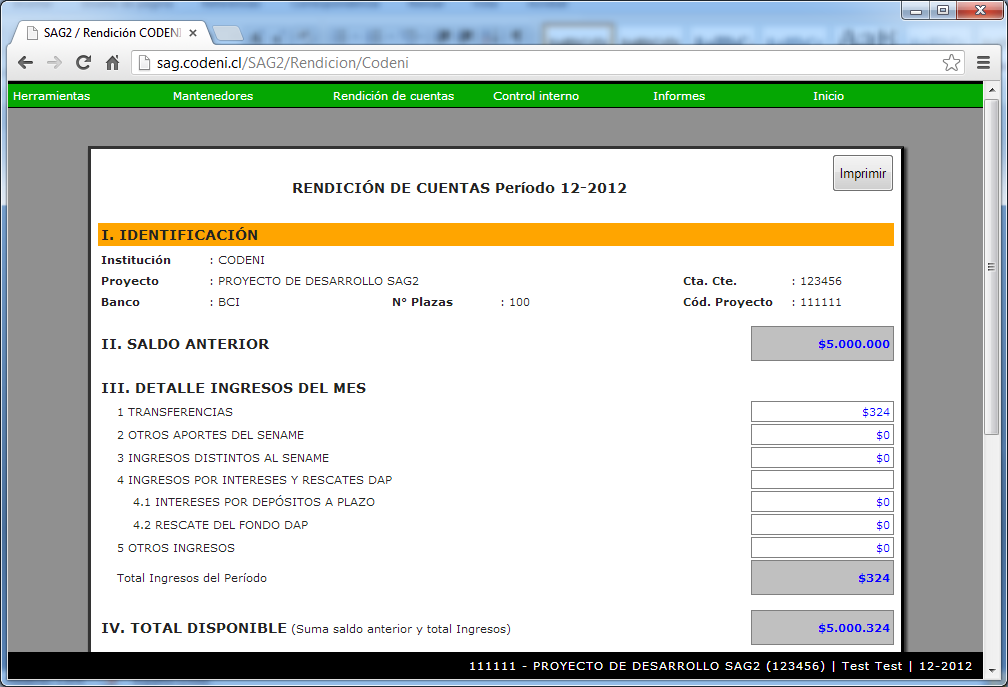 SAG2 / Rendición CODENI
sag.codeni.cl/SAG2/Rendicion/Codeni
Herramientas Mantenedores Rendición de cuentas Control interno Informes Inicio
RENDICIÓN DE CUENTAS Período 12-2012
Imprimir
I. IDENTIFICACIÓN
Institución : CODENI
Proyecto : PROYECTO DE DESARROLLO SAG2 Cta. Cte. : 123456
Banco : BCI N° Plazas : 100 Cód. Proyecto : 111111
II. SALDO ANTERIOR $5.000.000
III. DETALLE INGRESOS DEL MES
1 TRANSFERENCIAS $324
2 OTROS APORTES DEL SENAME $0
3 INGRESOS DISTINTOS AL SENAME $0
4 INGRESOS POR INTERESES Y RESCATES DAP
4.1 INTERESES POR DEPÓSITOS A PLAZO $0
4.2 RESCATE DEL FONDO DAP $0
5 OTROS INGRESOS $0
Total Ingresos del Período $324
IV. TOTAL DISPONIBLE (Suma saldo anterior y total Ingresos) $5.000.324
111111 - PROYECTO DE DESARROLLO SAG2 (123456) | Test Test | 12-2012